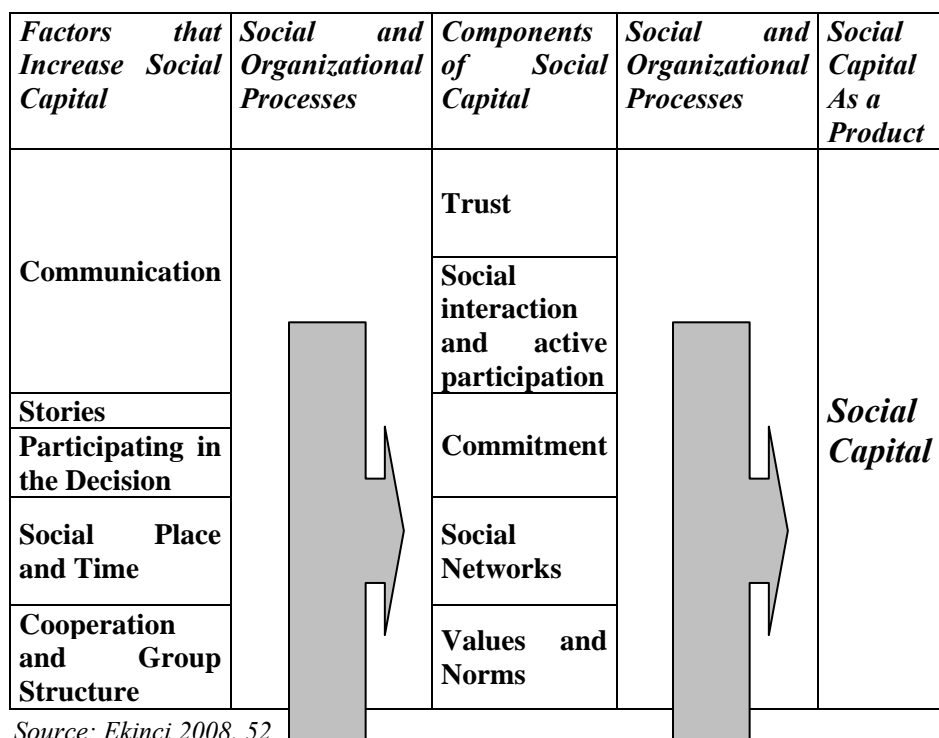 Factors that
Increase Social
Capital
Social and
Organizational
Processes
Components
of Social
Capital
Social and
Organizational
Processes
Social
Capital
As a
Product
Communication
Stories
Participating in
the Decision
Social Place
and Time
Cooperation
and Group
Structure
Trust
Social
interaction
and active
participation
Commitment
Social
Networks
Values and
Norms
Social
Capital
Source: Ekinci 2008, 52